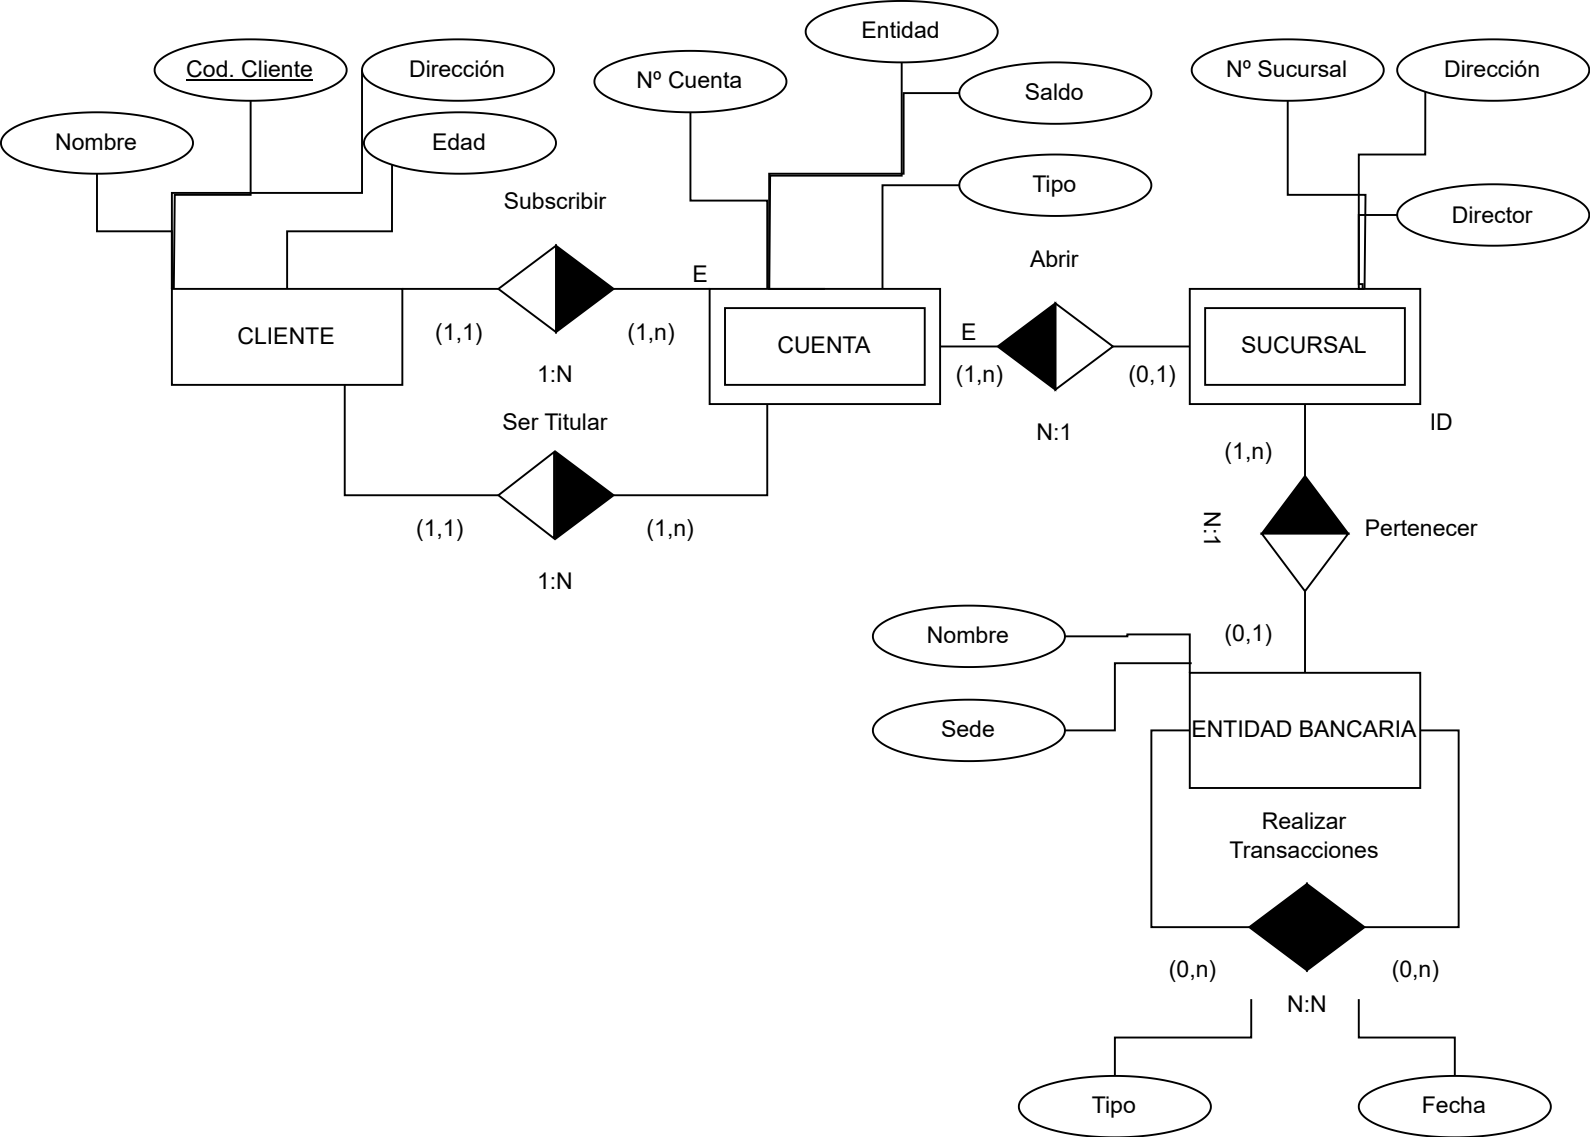 Entidad
Cod. Cliente
Dirección
Nº Cuenta
Saldo
Nº Sucursal
Dirección
Nombre
Edad
Tipo
Director
Subscribir
Abrir
E
CLIENTE
(1,1)
(1,n)
CUENTA
E
(1,n)
(0,1)
SUCURSAL
1:N
N:1
ID
Ser Titular
(1,n)
(1,1)
(1,n)
N:1
Pertenecer
1:N
Nombre
(0,1)
Sede
ENTIDAD BANCARIA
Realizar
Transacciones
(0,n)
(0,n)
N:N
Tipo
Fecha